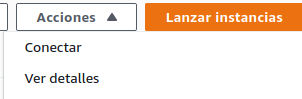 Acciones
Lanzar instancias
Conectar
Ver detalles